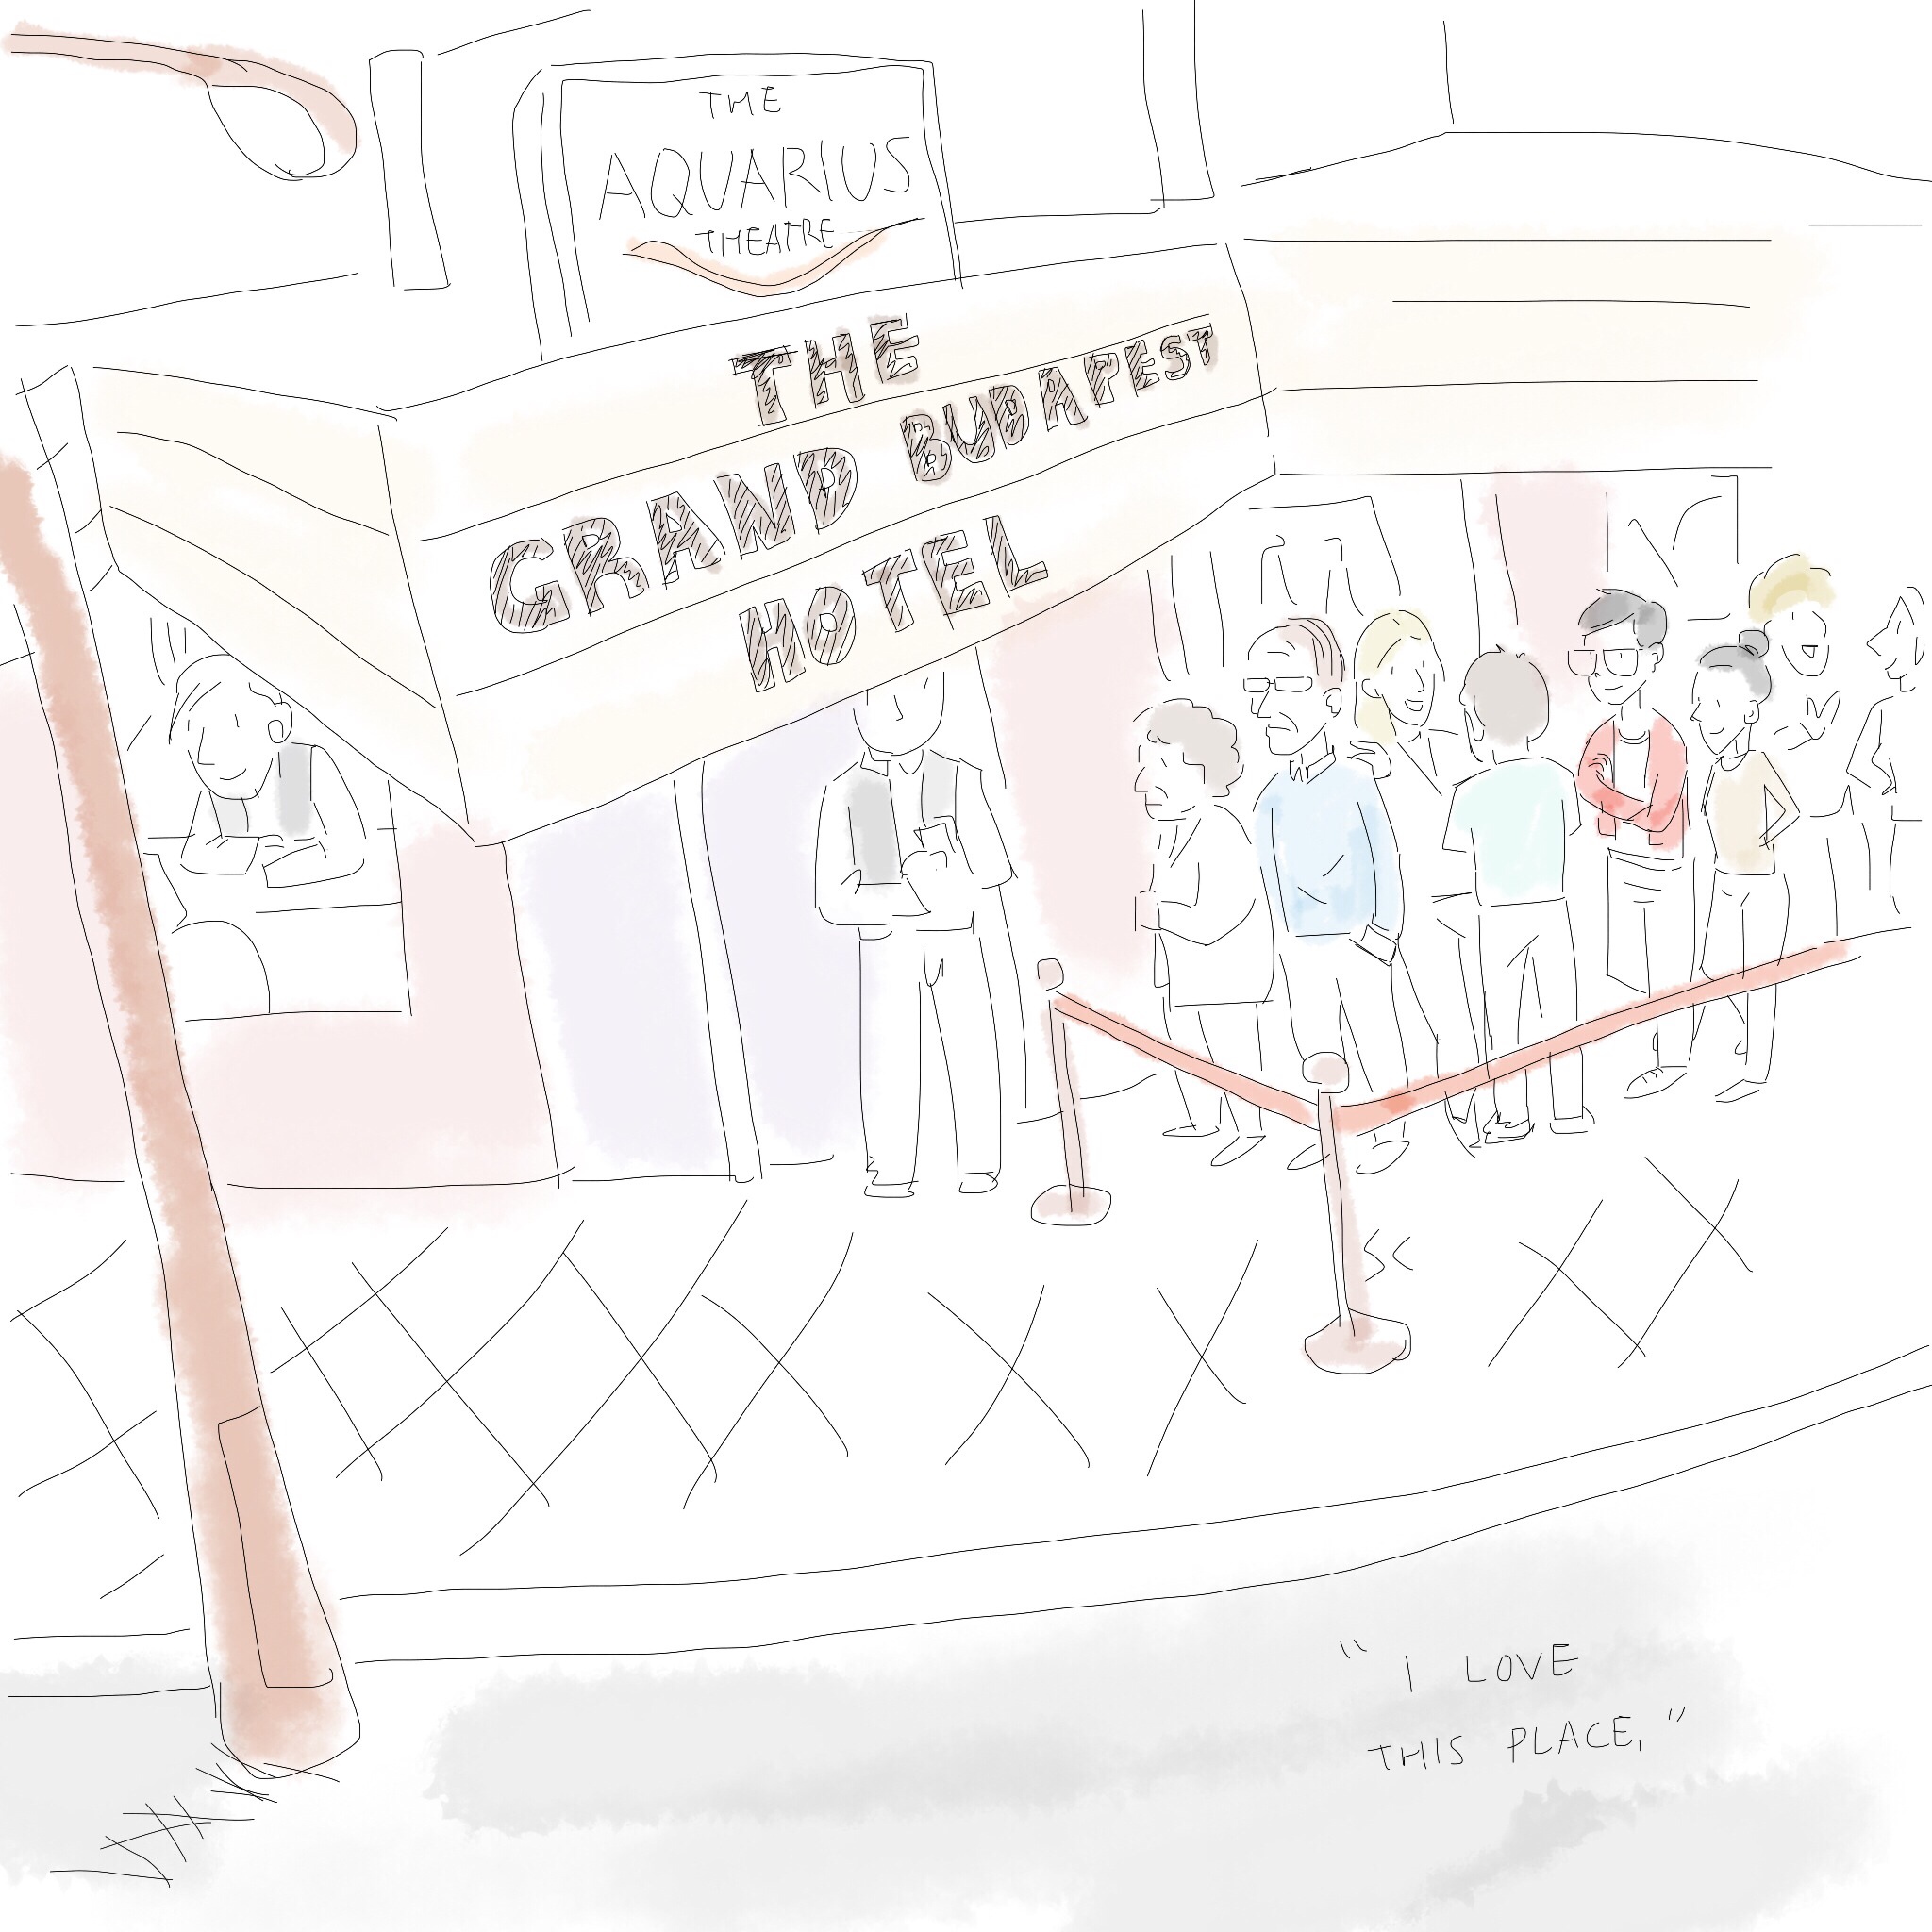 THE
AQUARIUS
THEATRE
THE
GRAND BUDAPEST
HOTEL
"I LOVE
THIS PLACE,"